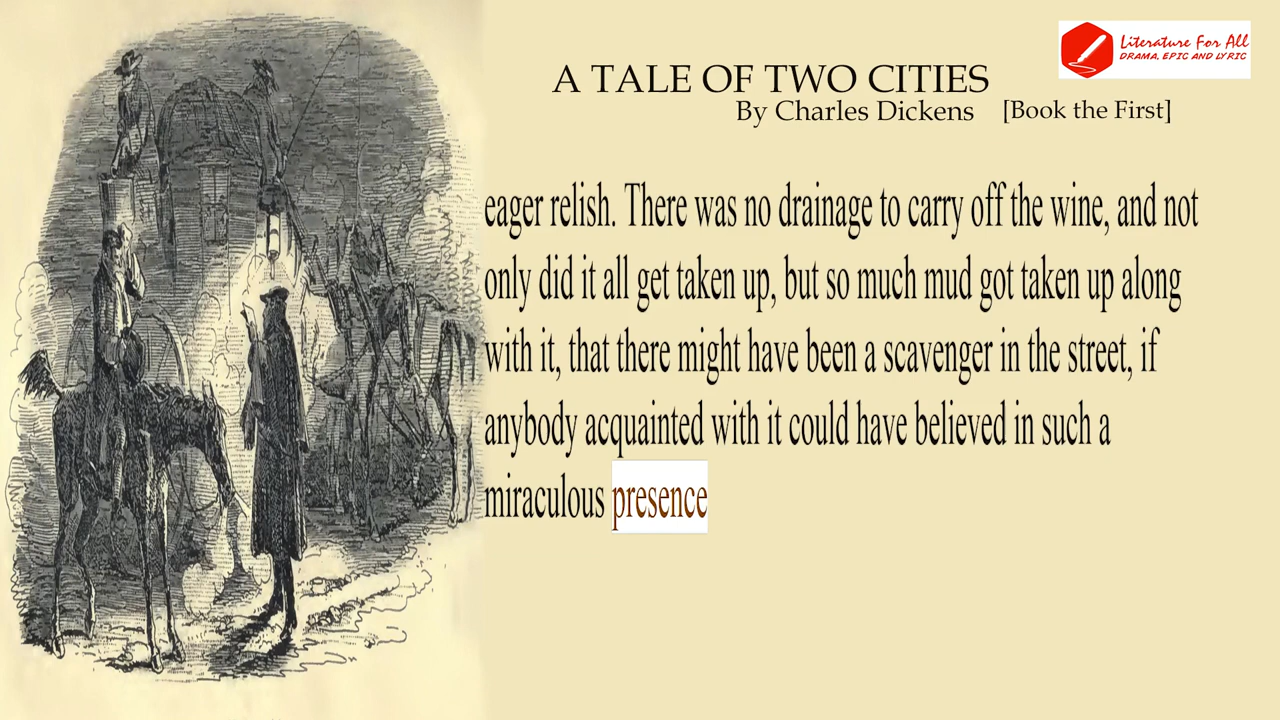 Literature For All
DRAMA, EPIC AND LYRIC
A TALE OF TWO CITIES
By Charles Dickens [Book the First]
eager relish. There was no drainage to carry off the wine, and not
only did it all get taken up, but so much mud got taken up along
with it, that there might have been a scavenger in the street, if
anybody acquainted with it could have believed in such a
miraculous presence